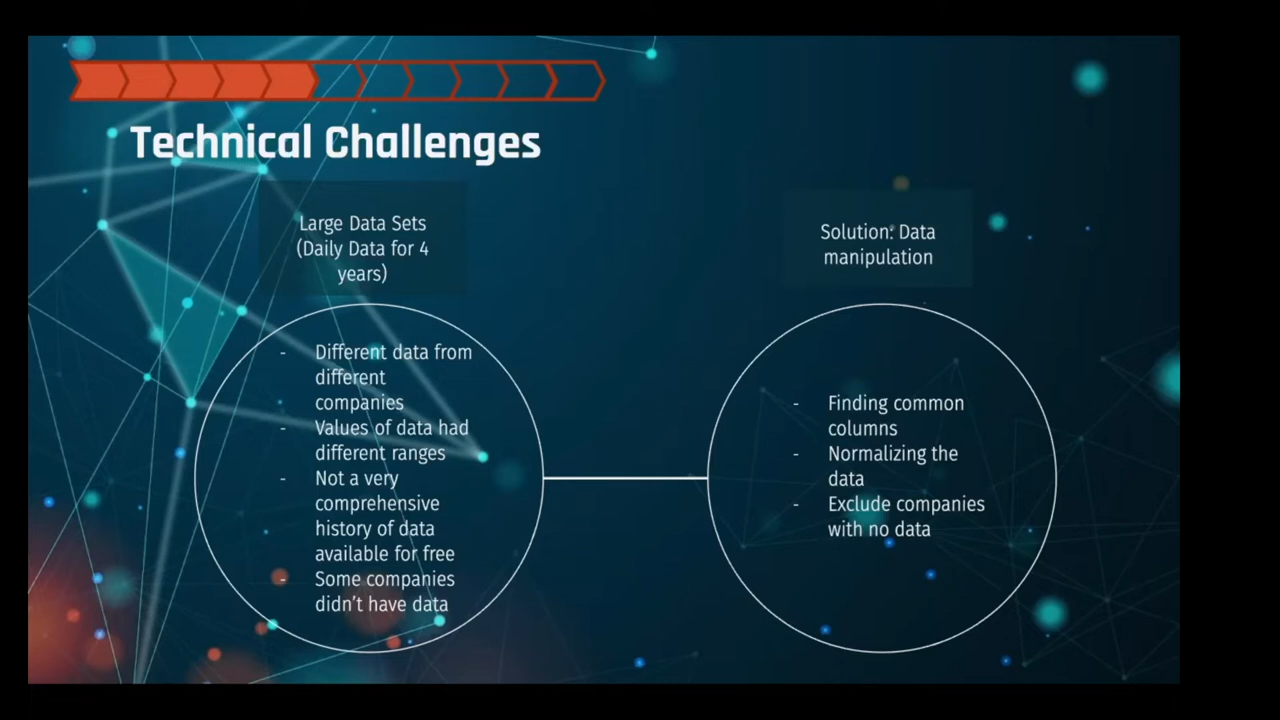 Technical Challenges
Large Data Sets
(Daily Data for 4
years)
- Different data from
different
companies
- Values of data had
different ranges
- Not a very
comprehensive
history of data
available for free
- Some companies
didn't have data
Solution: Data
manipulation
- Finding common
columns
- Normalizing the
data
- Exclude companies
with no data